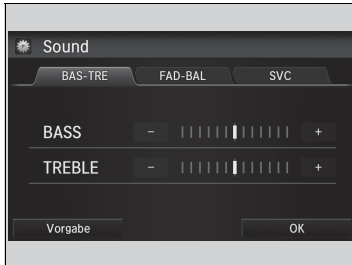 Sound
BAS-TRE FAD-BAL SVC
BASS - +
TREBLE - +
Vorgabe OK